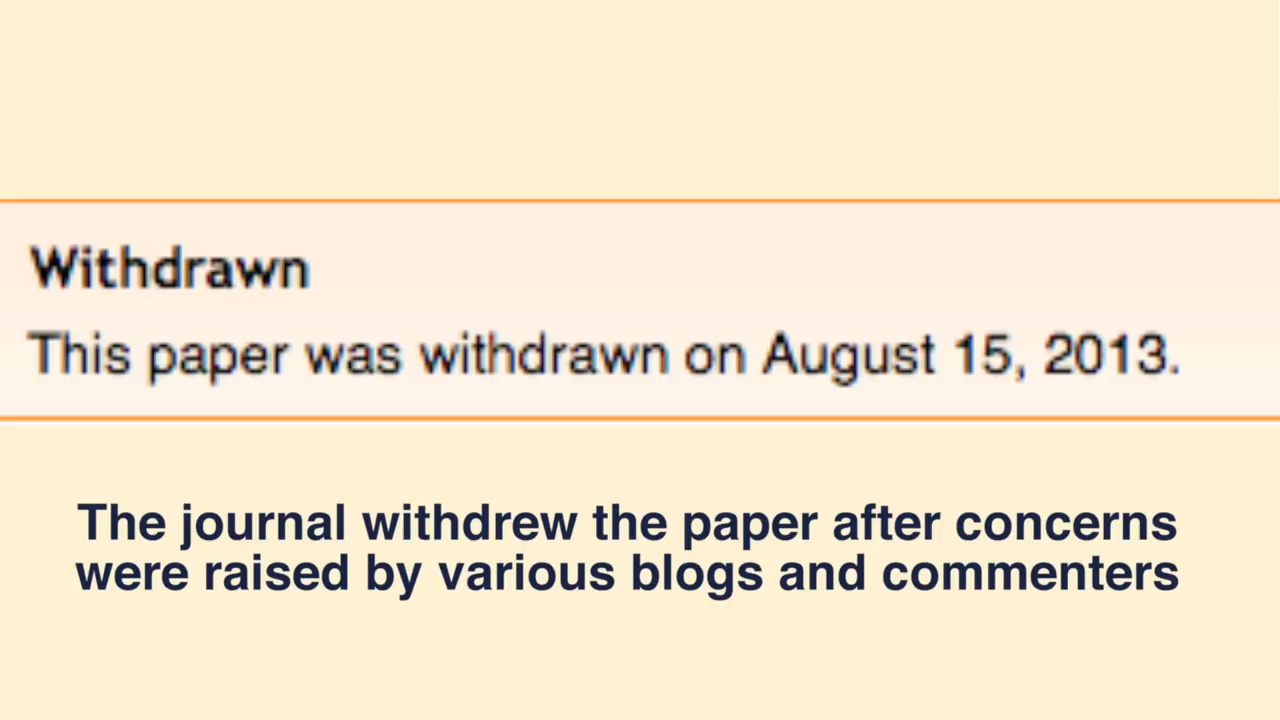 Withdrawn
This paper was withdrawn on August 15, 2013.
The journal withdrew the paper after concerns
were raised by various blogs and commenters